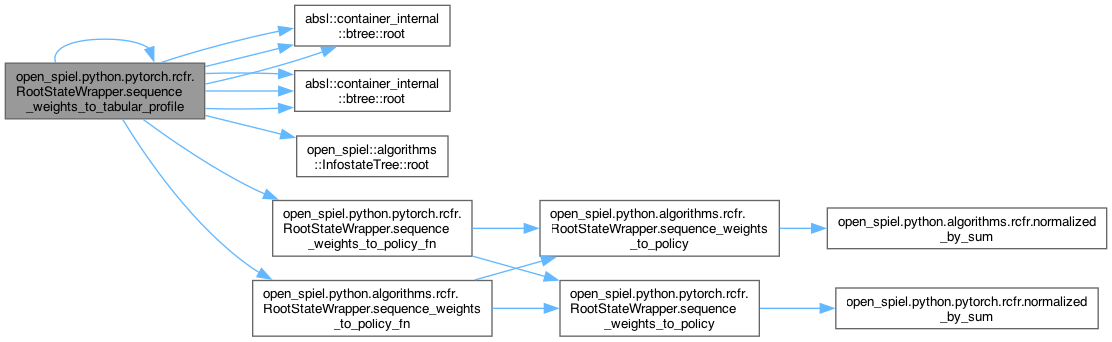 absl::container_internal
::btree::root
open_spiel.python.pytorch.rcfr.
RootStateWrapper.sequence
_weights_to_tabular_profile
absl::container_internal
::btree::root
open_spiel::algorithms
::InfostateTree::root
open_spiel.python.pytorch.rcfr.
RootStateWrapper.sequence
_weights_to_policy_fn
open_spiel.python.algorithms.rcfr.
RootStateWrapper.sequence_weights
_to_policy
open_spiel.python.algorithms.rcfr.normalized
_by_sum
open_spiel.python.algorithms.rcfr.
RootStateWrapper.sequence_weights
_to_policy_fn
open_spiel.python.pytorch.rcfr.
RootStateWrapper.sequence
_weights_to_policy
open_spiel.python.pytorch.rcfr.normalized
_by_sum